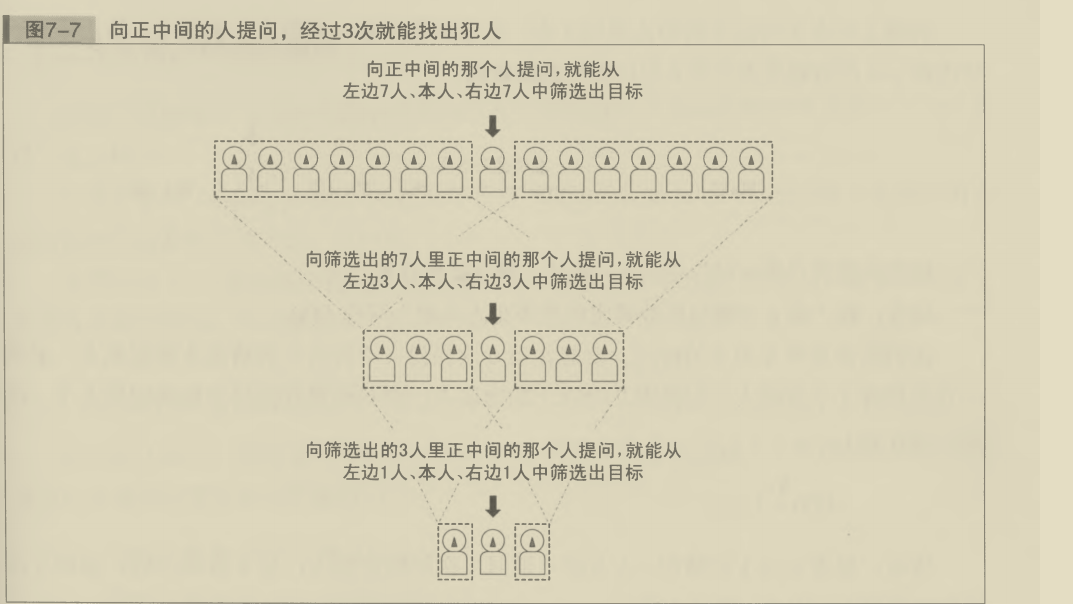 图7-7 向正中间的人提问，经过3次就能找出犯人
向正中间的那个人提问，就能从
左边7人、本人、右边7人中筛选出目标
向筛选出的7人里正中间的那个人提问，就能从
左边3人、本人、右边3人中筛选出目标
向筛选出的3人里正中间的那个人提问，就能从
左边1人、本人、右边1人中筛选出目标